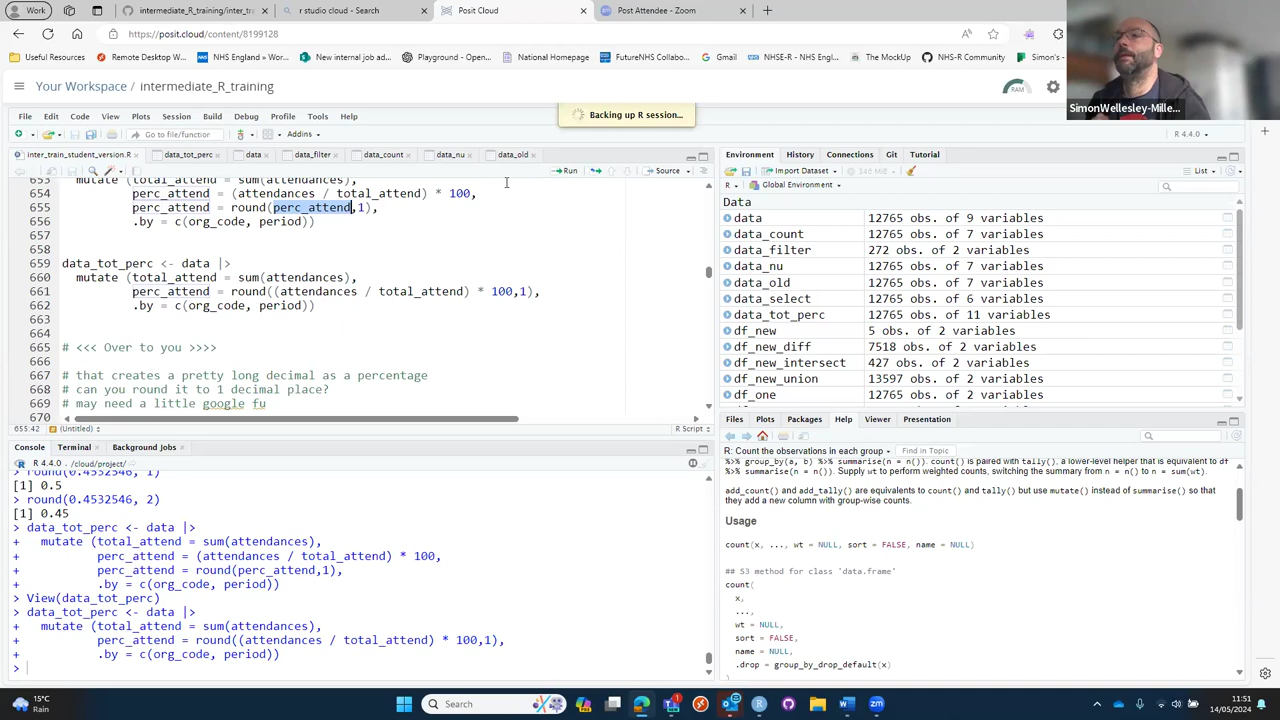 Work
intermediate_R_training/inter_tra
r studio cloud - Search
Posit Cloud
Post Attendee - Zoom
https://posit.cloud/content/8199128
Useful Resources
Remote Desktop W...
NHS England > Wor...
New internal job ad...
Playground - Open...
National Homepage
FutureNHS Collab...
Gmail
NHSE-R - NHS Engl...
The MockUp
NHS-R Community
Your Workspace / intermediate_R_training
RAM
SimonWellesley-Mille...
Backing up R session...
File Edit Code View Plots Session Build Debug Profile Tools Help
Go to file/function
Addins
R 4.4.0
inter_train_student_version.R
data_tot_perc
data
data_filter
data_count
data_nu
data_old
Run
Source
mutate (total_attend = sum(attendances),
654 perc_attend = (attendances / total_attend) * 100,
655 perc_attend = round(perc_attend,1),
656 .by = c(org_code, period))
657
658
659 data_tot_perc <- data |>
660 mutate (total_attend = sum(attendances),
661 perc_attend = round((attendances / total_attend) * 100,1),
662 .by = c(org_code, period))
663
664
665 # <<< Over to you >>>>
666
667 # that creates a pretty long decimal as a percentage
668 # can you round it to 1 decimal place?
669 # may need a little google fu
670
655:42 (Untitled)
R Script
Console Terminal Background Jobs
R 4.4.0 · /cloud/project/
> round(0.4532546, 1)
[1] 0.5
> round(0.4532546, 2)
[1] 0.45
> data_tot_perc <- data |>
+ mutate (total_attend = sum(attendances),
+ perc_attend = (attendances / total_attend) * 100,
+ perc_attend = round(perc_attend,1),
+ .by = c(org_code, period))
> View(data_tot_perc)
> data_tot_perc <- data |>
+ mutate (total_attend = sum(attendances),
+ perc_attend = round((attendances / total_attend) * 100,1),
+ .by = c(org_code, period))
>
Environment History Connections Git Tutorial
Import Dataset
148 MiB
List
R
Global Environment
Data
data 12765 obs. of 9 variables
data_count 12765 obs. of 7 variables
data_filter 272 obs. of 7 variables
data_nu 12765 obs. of 7 variables
data_old 12765 obs. of 7 variables
data_select 12765 obs. of 6 variables
data_tot_perc 12765 obs. of 11 variables
df_new 5 obs. of 2 variables
df_new_diff 7518 obs. of 2 variables
df_new_intersect 427 obs. of 2 variables
df_new_union 13597 obs. of 2 variables
df_one
Files Plots Packages Help Viewer Presentation
R: Count the observations in each group
Find in Topic
%>% group_by(a, b) %>% summarise(n = n()). count() is paired with tally(), a lower-level helper that is equivalent to df
%>% summarise(n = n()). Supply wt to perform weighted counts, switching the summary from n = n() to n = sum(wt).
add_count() and add_tally() are equivalents to count() and tally() but use mutate() instead of summarise() so that
they add a new column with group-wise counts.
Usage
count(x, ..., wt = NULL, sort = FALSE, name = NULL)
## S3 method for class 'data.frame'
count(
x,
...,
wt = NULL,
sort = FALSE,
name = NULL,
.drop = group_by_drop_default(x)
)
15°C
Rain
Search
11:51
14/05/2024